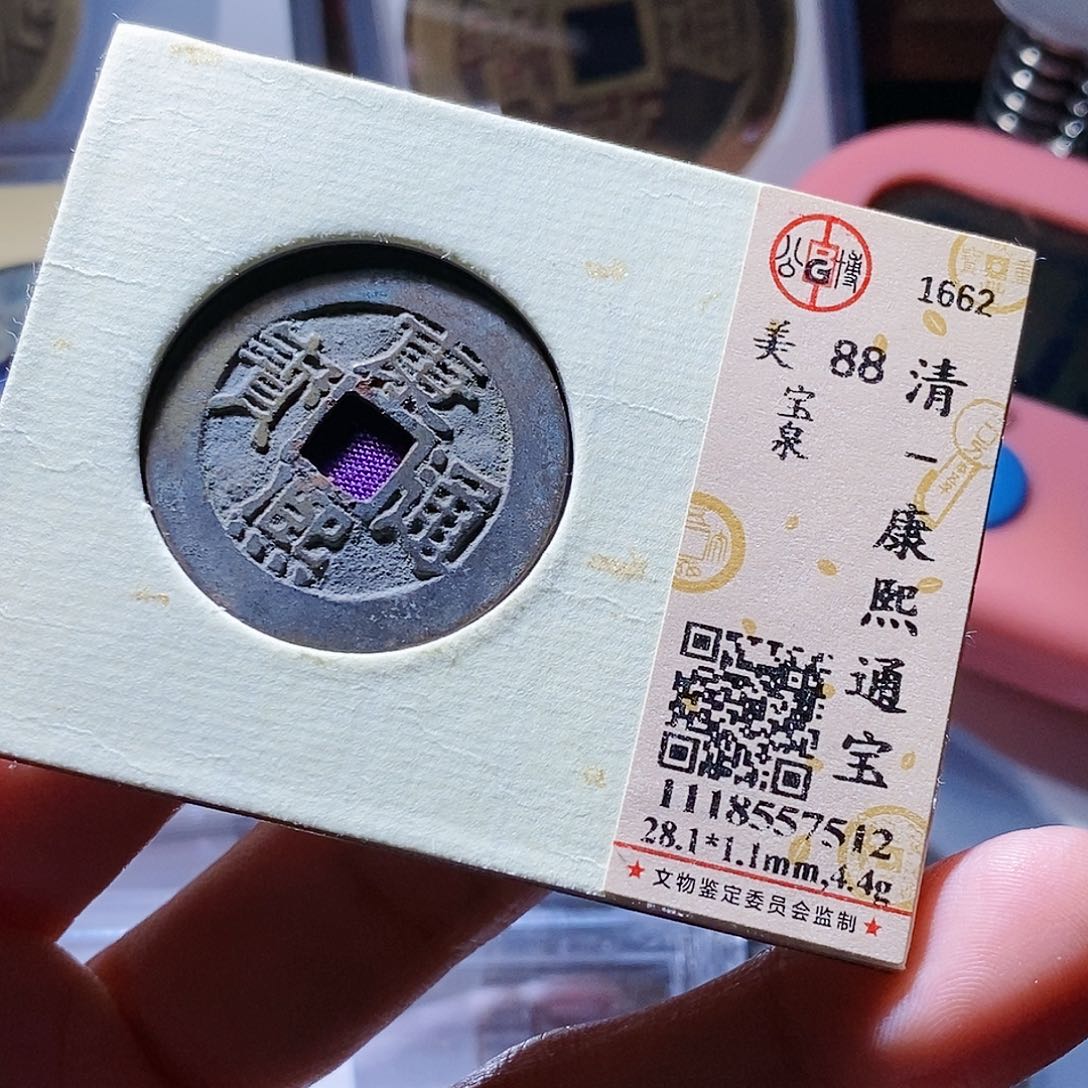 康熙通寶
公博
1662
美 88 清
宝泉
一
康熙通宝
1118557512
28.1*1.1mm,4.4g
★文物鉴定委员会监制★